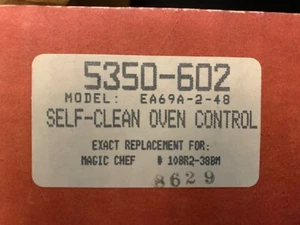 5350-602
MODEL: EA69A-2-48
SELF-CLEAN OVEN CONTROL
EXACT REPLACEMENT FOR:
MAGIC CHEF # 108R2-38BM
8629